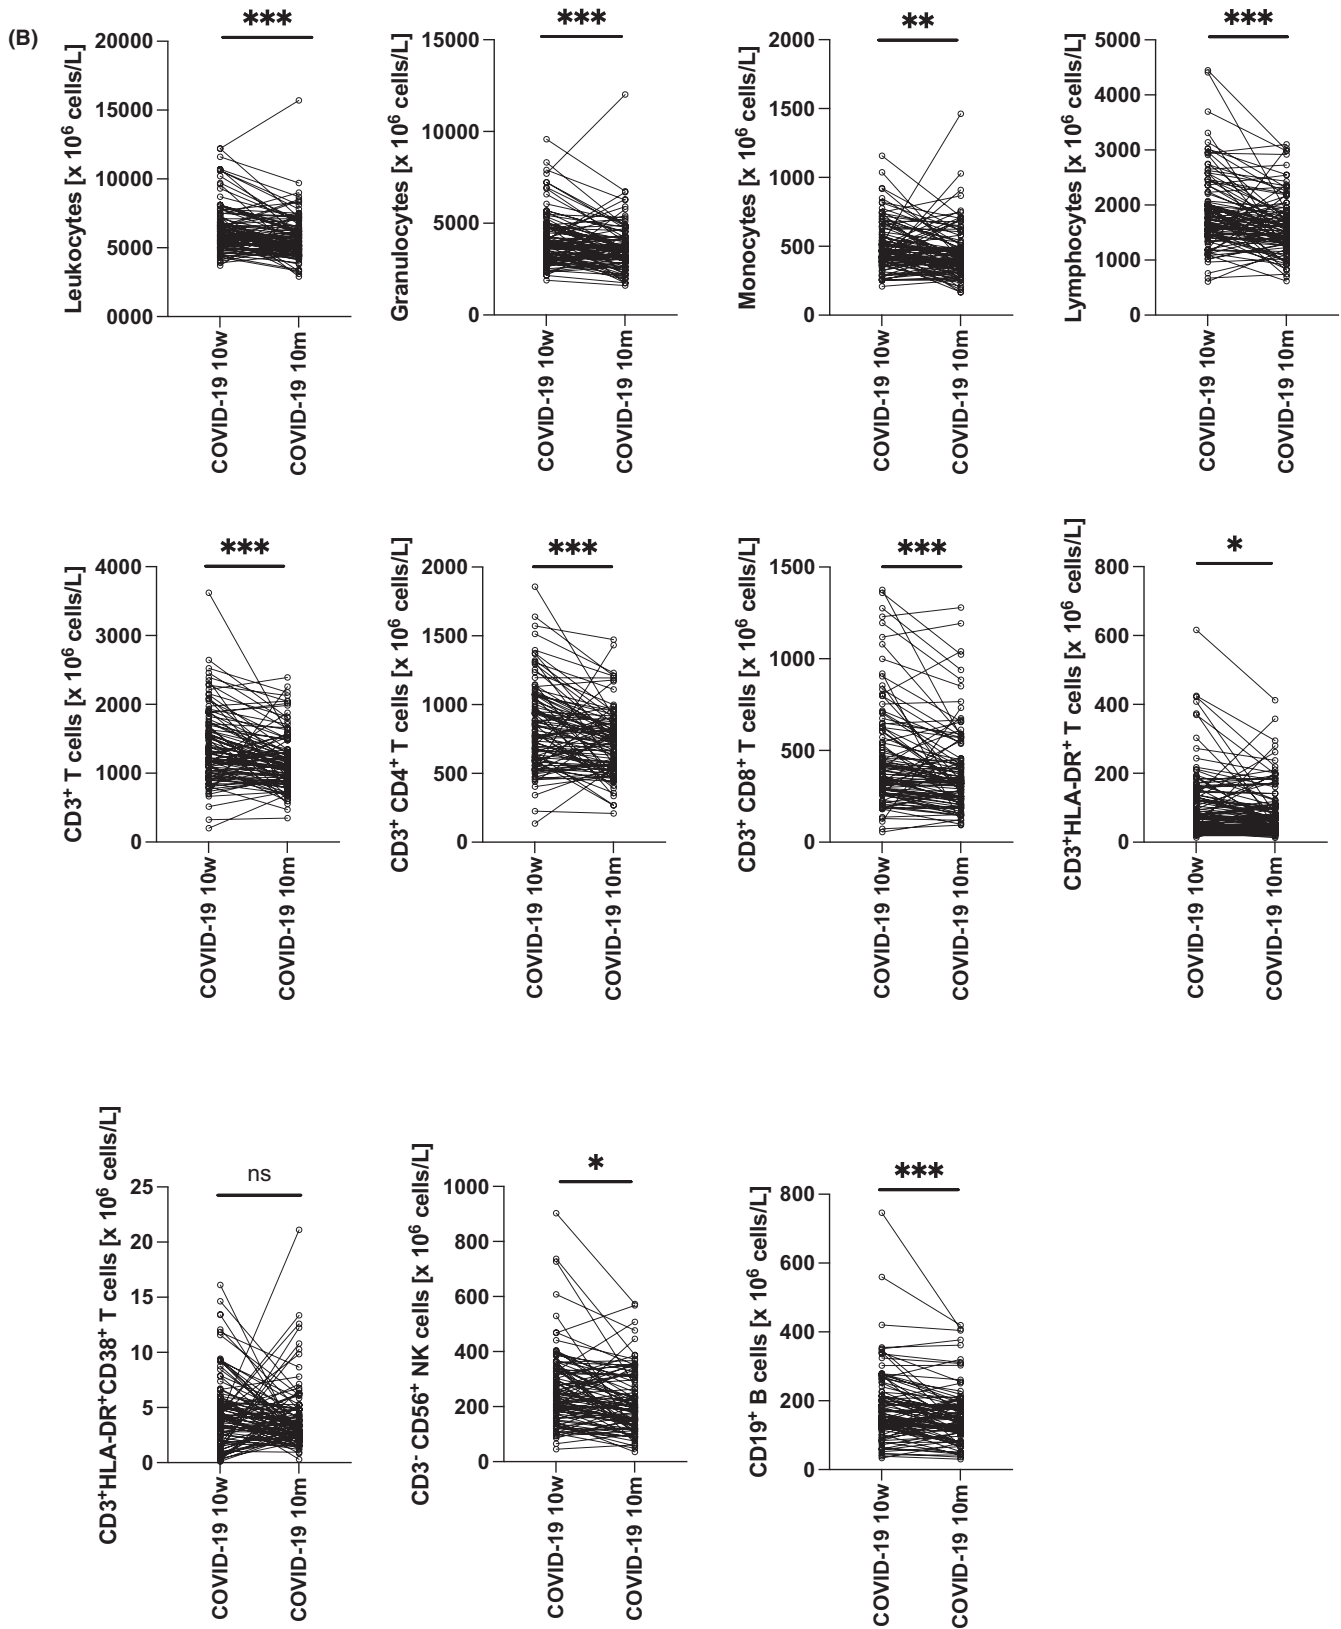 (B)
***
Leukocytes [x 10⁶ cells/L]
20000
15000
10000
5000
0000
COVID-19 10w
COVID-19 10m
***
Granulocytes [x 10⁶ cells/L]
15000
10000
5000
0
COVID-19 10w
COVID-19 10m
**
Monocytes [x 10⁶ cells/L]
2000
1500
1000
500
0
COVID-19 10w
COVID-19 10m
***
Lymphocytes [x 10⁶ cells/L]
5000
4000
3000
2000
1000
0
COVID-19 10w
COVID-19 10m
***
CD3⁺ T cells [x 10⁶ cells/L]
4000
3000
2000
1000
0
COVID-19 10w
COVID-19 10m
***
CD3⁺ CD4⁺ T cells [x 10⁶ cells/L]
2000
1500
1000
500
0
COVID-19 10w
COVID-19 10m
***
CD3⁺ CD8⁺ T cells [x 10⁶ cells/L]
1500
1000
500
0
COVID-19 10w
COVID-19 10m
*
CD3⁺HLA-DR⁺ T cells [x 10⁶ cells/L]
800
600
400
200
0
COVID-19 10w
COVID-19 10m
ns
CD3⁺HLA-DR⁺CD38⁺ T cells [x 10⁶ cells/L]
25
20
15
10
5
0
COVID-19 10w
COVID-19 10m
*
CD3⁻ CD56⁺ NK cells [x 10⁶ cells/L]
1000
800
600
400
200
0
COVID-19 10w
COVID-19 10m
***
CD19⁺ B cells [x 10⁶ cells/L]
800
600
400
200
0
COVID-19 10w
COVID-19 10m